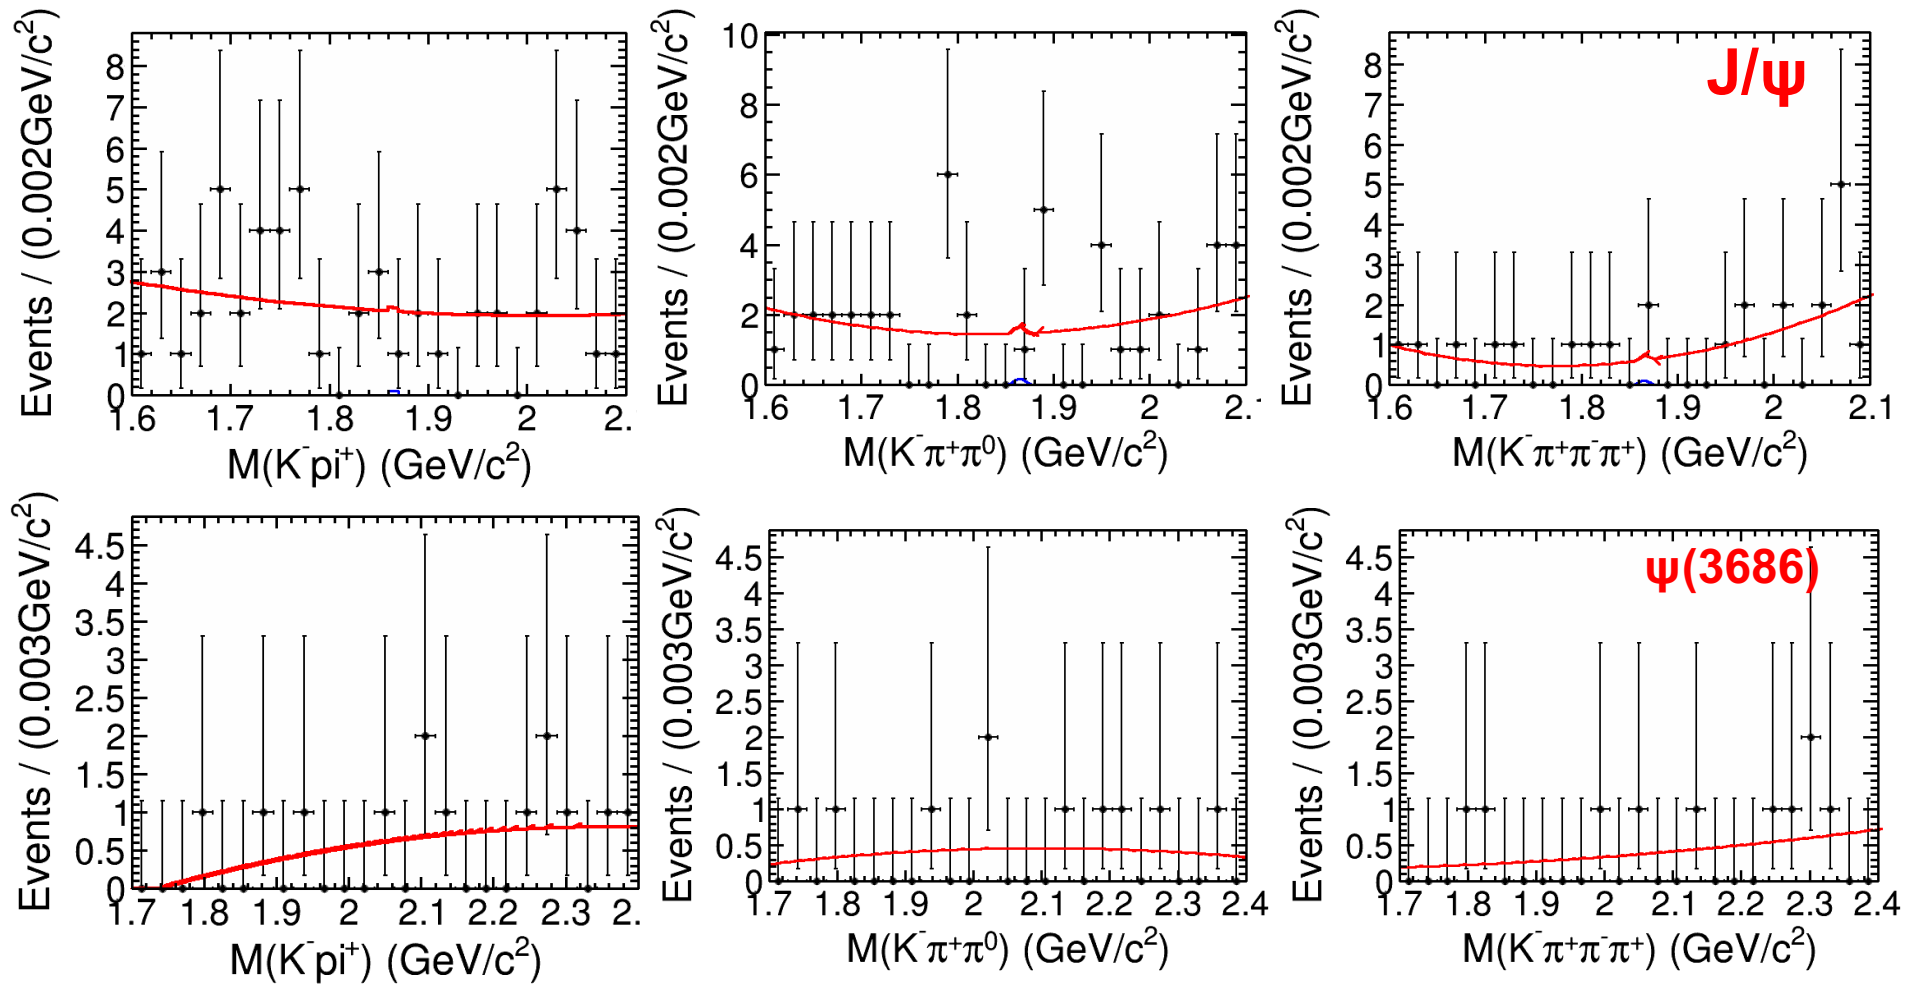 Events / (0.002GeV/c²)
8
7
6
5
4
3
2
1
0
1.6 1.7 1.8 1.9 2 2.
M(K⁻pi⁺) (GeV/c²)
Events / (0.002GeV/c²)
10
8
6
4
2
0
1.6 1.7 1.8 1.9 2 2.
M(K⁻π⁺π⁰) (GeV/c²)
Events / (0.002GeV/c²)
J/ψ
8
7
6
5
4
3
2
1
0
1.6 1.7 1.8 1.9 2 2.1
M(K⁻π⁺π⁻π⁺) (GeV/c²)
Events / (0.003GeV/c²)
4.5
4
3.5
3
2.5
2
1.5
1
0.5
0
1.7 1.8 1.9 2 2.1 2.2 2.3 2.
M(K⁻pi⁺) (GeV/c²)
Events / (0.003GeV/c²)
4.5
4
3.5
3
2.5
2
1.5
1
0.5
0
1.7 1.8 1.9 2 2.1 2.2 2.3 2.4
M(K⁻π⁺π⁰) (GeV/c²)
Events / (0.003GeV/c²)
ψ(3686)
4.5
4
3.5
3
2.5
2
1.5
1
0.5
0
1.7 1.8 1.9 2 2.1 2.2 2.3 2.4
M(K⁻π⁺π⁻π⁺) (GeV/c²)